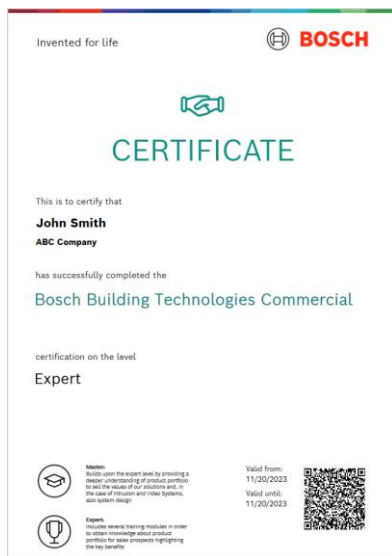 Invented for life
BOSCH
CERTIFICATE
This is to certify that
John Smith
ABC Company
has successfully completed the
Bosch Building Technologies Commercial
certification on the level
Expert
Master:
Builds upon the expert level by providing a
deeper understanding of product portfolio
to sell the values of our solutions and, in
the case of Intrusion and Video Systems,
also system design
Expert:
Includes several training modules in order
to obtain knowledge about product
portfolio for sales prospects highlighting
the key benefits
Valid from:
11/20/2023
Valid until:
11/20/2023